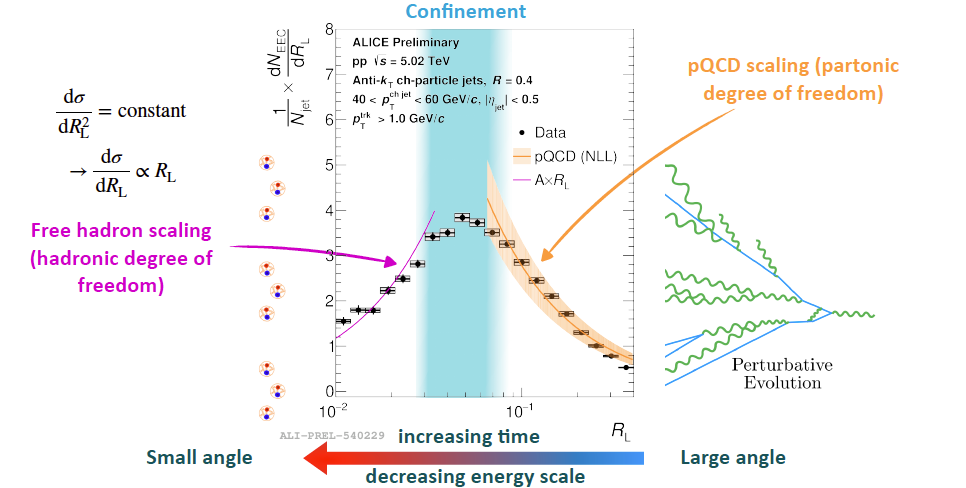 Confinement
1/N_jet × dN_EEC/dR_L
8
7
6
5
4
3
2
1
0
ALICE Preliminary
pp √s = 5.02 TeV
Anti-k_T ch-particle jets, R = 0.4
40 < p_T^{ch jet} < 60 GeV/c, |η_jet| < 0.5
p_T^{trk} > 1.0 GeV/c
Data
pQCD (NLL)
A×R_L
pQCD scaling (partonic
degree of freedom)
dσ/dR_L^2 = constant
→ dσ/dR_L ∝ R_L
Free hadron scaling
(hadronic degree of
freedom)
Perturbative
Evolution
10^{-2}
10^{-1}
R_L
ALI-PREL-540229
increasing time
Small angle
Large angle
decreasing energy scale